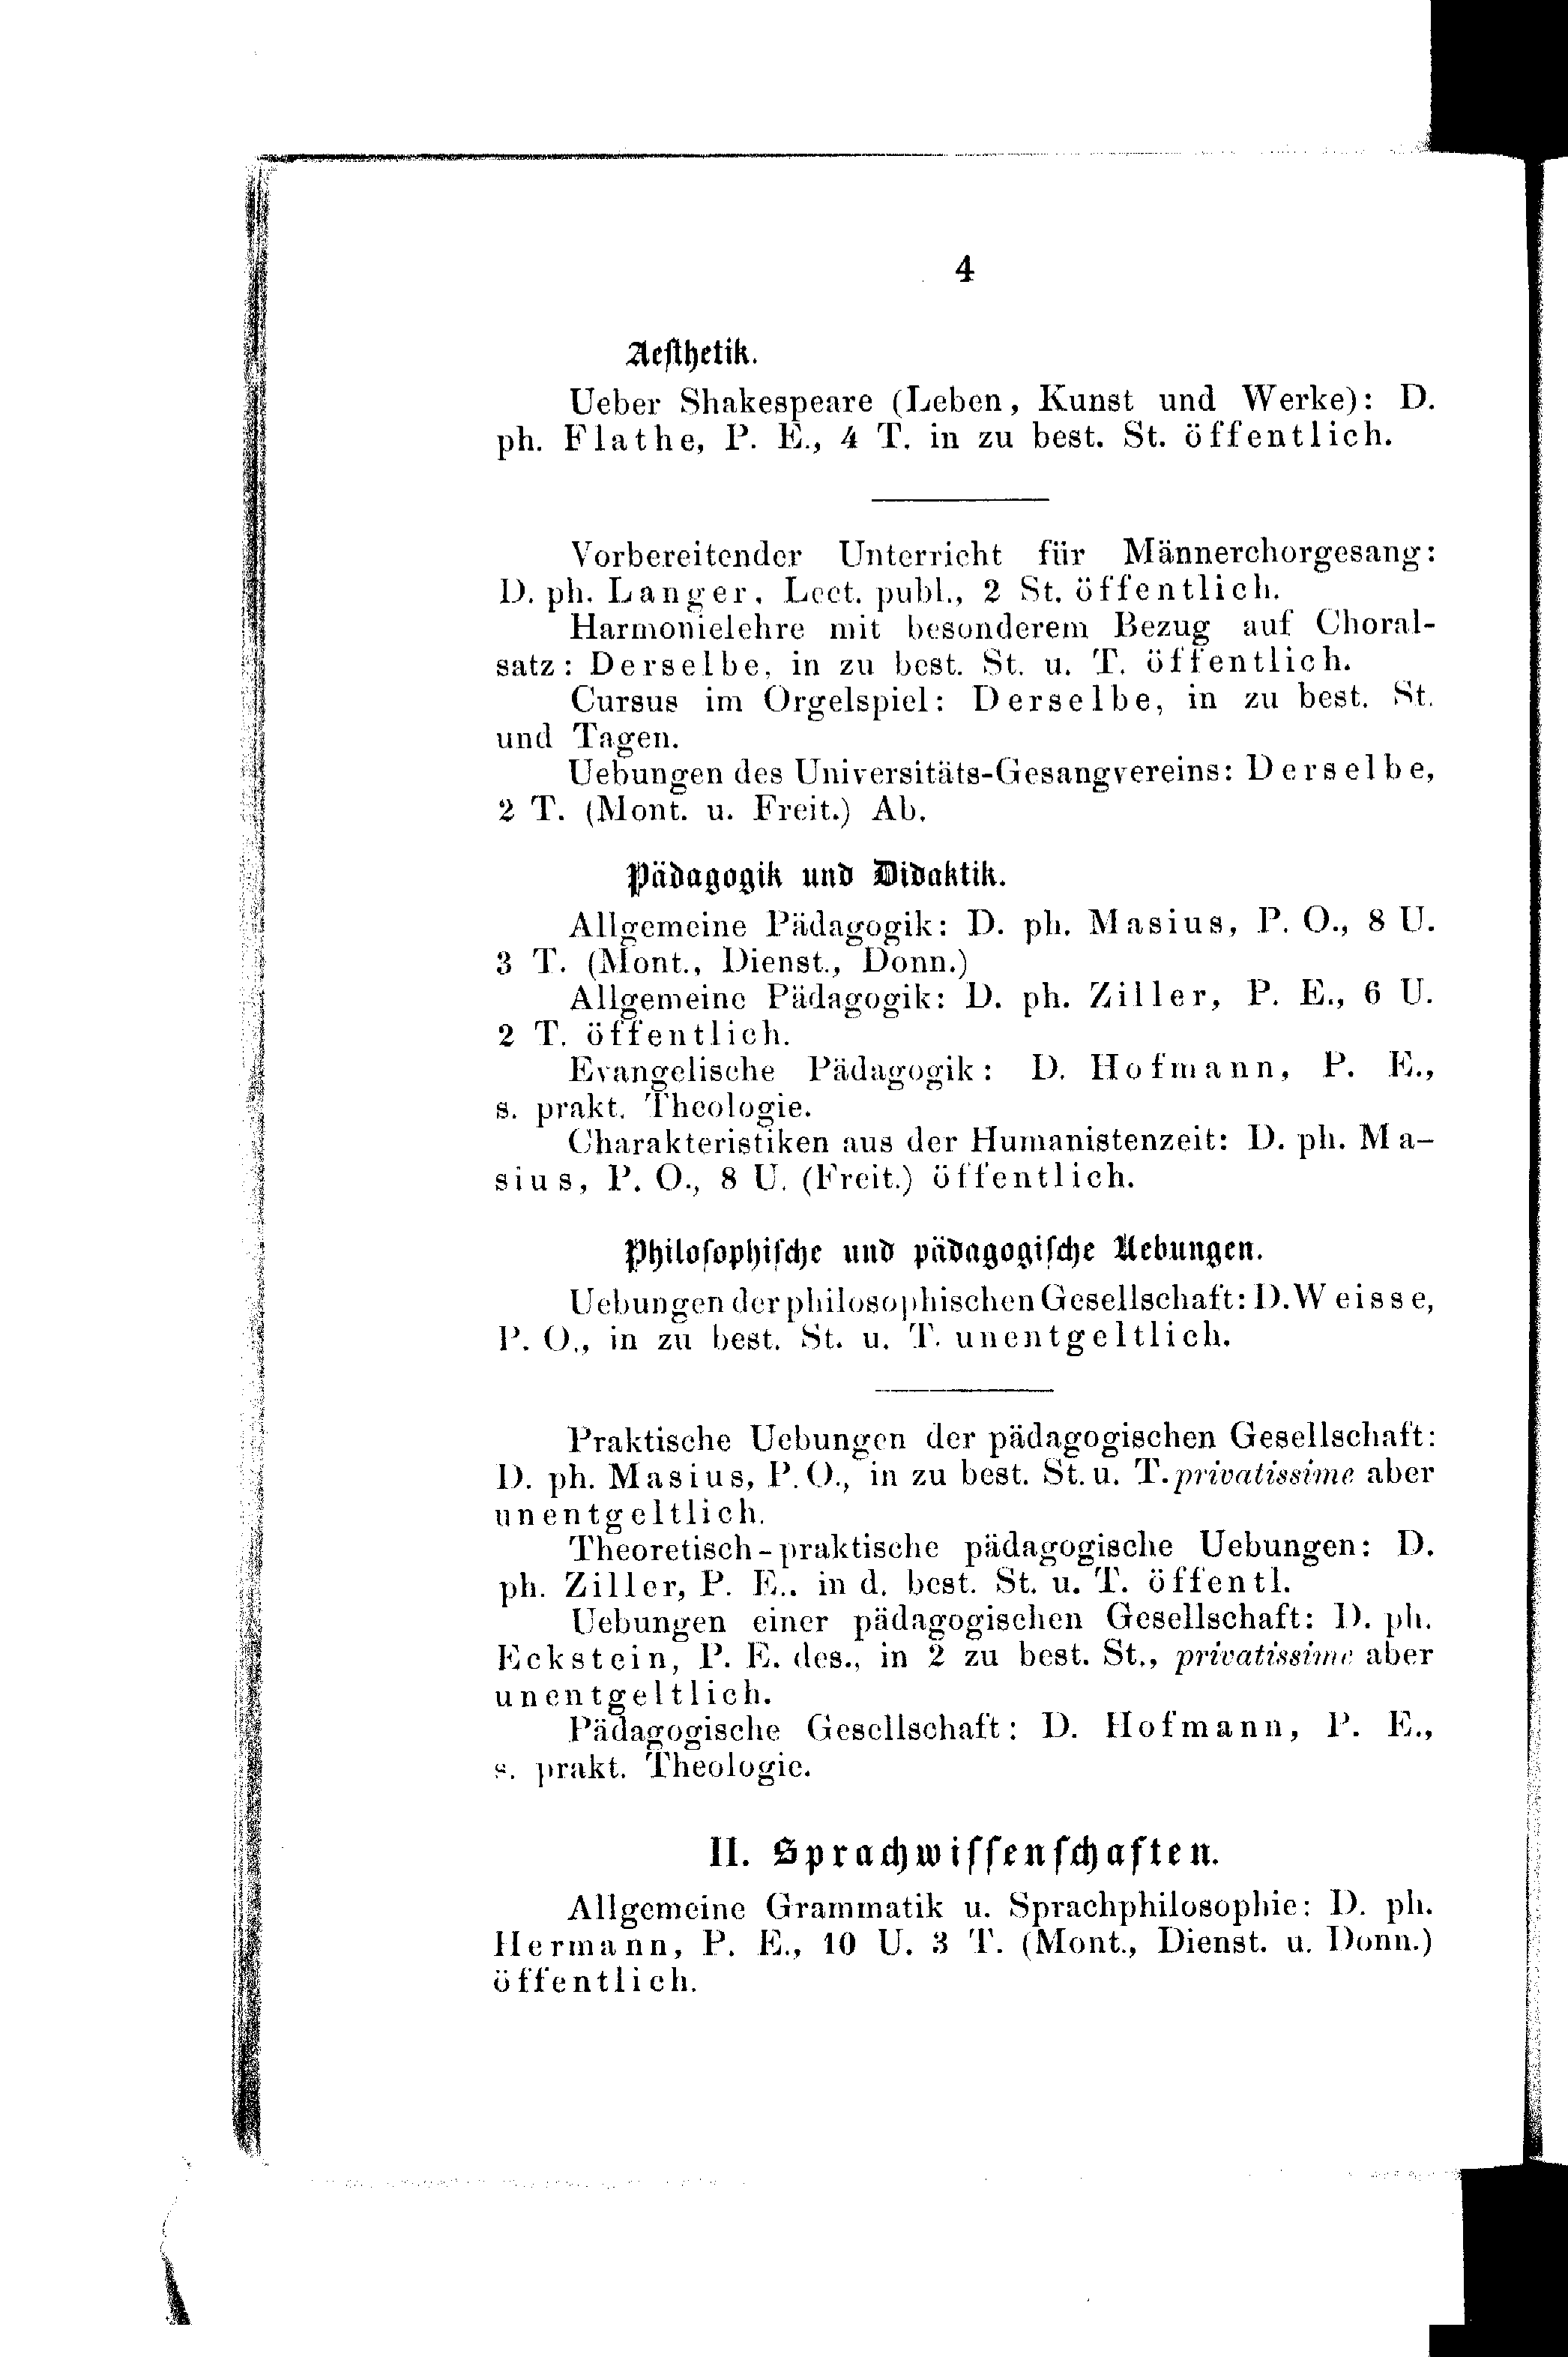 4
Aesthetik.
Ueber Shakespeare (Leben, Kunst und Werke): D.
ph. Flathe, P. E., 4 T. in zu best. St. öffentlich.
Vorbereitender Unterricht für Männerchorgesang:
D. ph. Langer, Lect. publ., 2 St. öffentlich.
Harmonielehre mit besonderem Bezug auf Choral-
satz: Derselbe, in zu best. St. u. T. öffentlich.
Cursus im Orgelspiel: Derselbe, in zu best. St.
und Tagen.
Uebungen des Universitäts-Gesangvereins: Derselbe,
2 T. (Mont. u. Freit.) Ab.
Pädagogik und Didaktik.
Allgemeine Pädagogik: D. ph. Masius, P. O., 8 U.
3 T. (Mont., Dienst., Donn.)
Allgemeine Pädagogik: D. ph. Ziller, P. E., 6 U.
2 T. öffentlich.
Evangelische Pädagogik: D. Hofmann, P. E.,
s. prakt. Theologie.
Charakteristiken aus der Humanistenzeit: D. ph. Ma-
sius, P. O., 8 U. (Freit.) öffentlich.
Philosophische und pädagogische Uebungen.
Uebungen der philosophischen Gesellschaft: D. Weisse,
P. O., in zu best. St. u. T. unentgeltlich.
Praktische Uebungen der pädagogischen Gesellschaft:
D. ph. Masius, P. O., in zu best. St. u. T. privatissime aber
unentgeltlich.
Theoretisch-praktische pädagogische Uebungen: D.
ph. Ziller, P. E.. in d. best. St. u. T. öffentl.
Uebungen einer pädagogischen Gesellschaft: D. ph.
Eckstein, P. E. des., in 2 zu best. St., privatissime aber
unentgeltlich.
Pädagogische Gesellschaft: D. Hofmann, P. E.,
s. prakt. Theologie.
II. Sprachwissenschaften.
Allgemeine Grammatik u. Sprachphilosophie: D. ph.
Hermann, P. E., 10 U. 3 T. (Mont., Dienst. u. Donn.)
öffentlich.